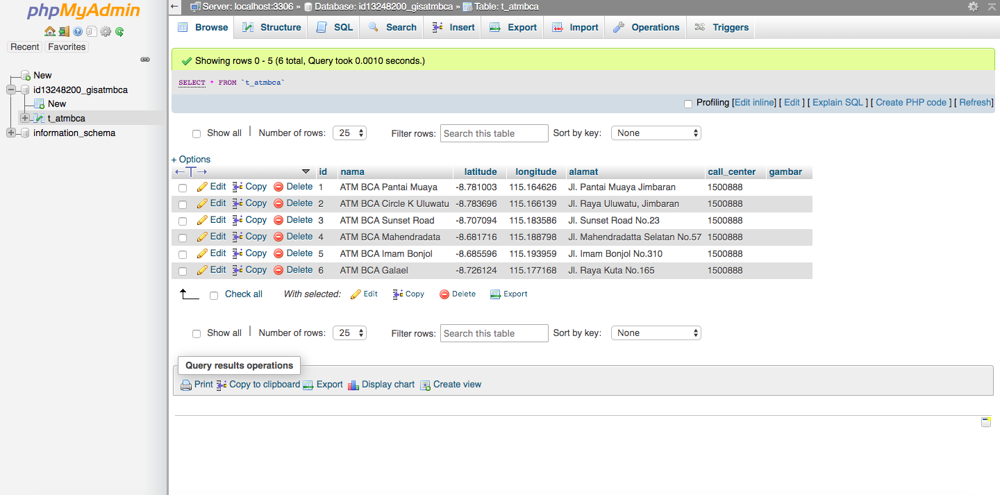 phpMyAdmin
Recent Favorites
New
id13248200_gisatmbca
New
t_atmbca
information_schema
Server: localhost:3306 » Database: id13248200_gisatmbca » Table: t_atmbca
Browse Structure SQL Search Insert Export Import Operations Triggers
Showing rows 0 - 5 (6 total, Query took 0.0010 seconds.)
SELECT * FROM `t_atmbca`
Profiling [Edit inline] [ Edit ] [ Explain SQL ] [ Create PHP code ] [ Refresh]
Show all | Number of rows: 25 Filter rows: Search this table Sort by key: None
+ Options
←T→ id nama latitude longitude alamat call_center gambar
Edit Copy Delete 1 ATM BCA Pantai Muaya -8.781003 115.164626 Jl. Pantai Muaya Jimbaran 1500888
Edit Copy Delete 2 ATM BCA Circle K Uluwatu -8.783696 115.166139 Jl. Raya Uluwatu, Jimbaran 1500888
Edit Copy Delete 3 ATM BCA Sunset Road -8.707094 115.183586 Jl. Sunset Road No.23 1500888
Edit Copy Delete 4 ATM BCA Mahendradata -8.681716 115.188798 Jl. Mahendradatta Selatan No.57 1500888
Edit Copy Delete 5 ATM BCA Imam Bonjol -8.685596 115.193959 Jl. Imam Bonjol No.310 1500888
Edit Copy Delete 6 ATM BCA Galael -8.726124 115.177168 Jl. Raya Kuta No.165 1500888
Check all With selected: Edit Copy Delete Export
Show all | Number of rows: 25 Filter rows: Search this table Sort by key: None
Query results operations
Print Copy to clipboard Export Display chart Create view